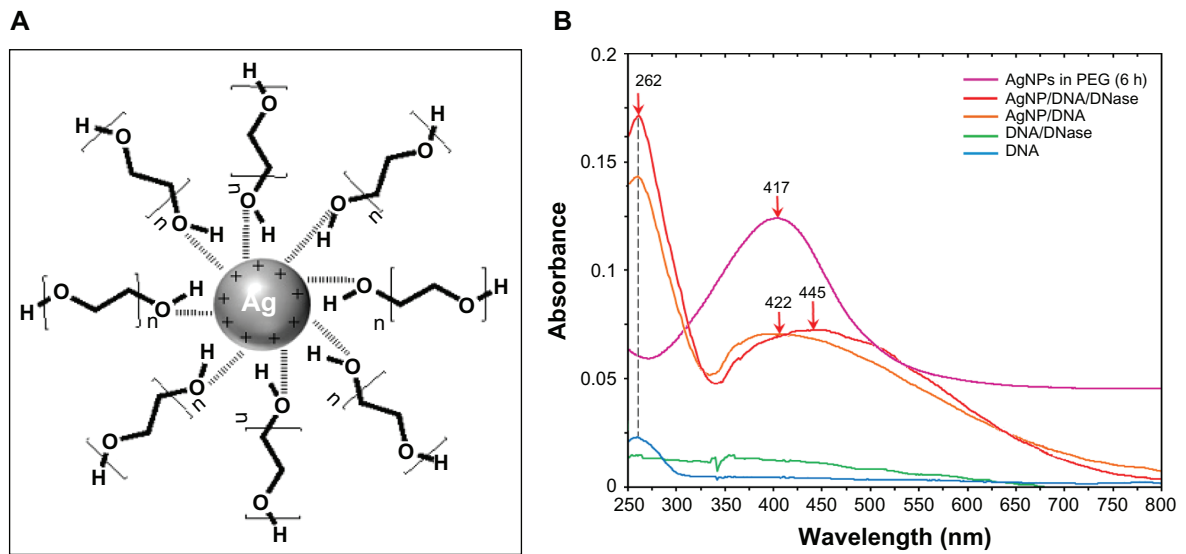 A
H
O
n
O
H
H
O
n
O
H
H
O
O
n
H
H
O
O
n
H
H
O
O
n
H
H
O
O
n
H
H
O
O
n
H
H
O
O
n
H
Ag
+ + + + + + + + + +
B
0.2
0.15
0.1
0.05
0
Absorbance
262
417
422
445
AgNPs in PEG (6 h)
AgNP/DNA/DNase
AgNP/DNA
DNA/DNase
DNA
250 300 350 400 450 500 550 600 650 700 750 800
Wavelength (nm)